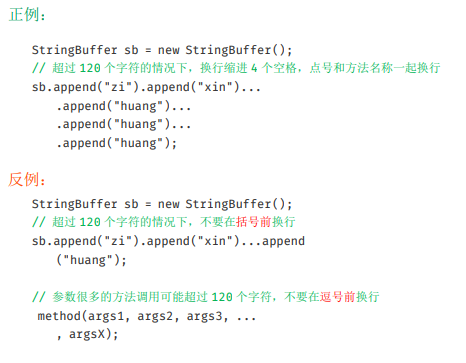 正例：
StringBuffer sb = new StringBuffer();
// 超过 120 个字符的情况下，换行缩进 4 个空格，点号和方法名称一起换行
sb.append("zi").append("xin")...
.append("huang")...
.append("huang")...
.append("huang");
反例：
StringBuffer sb = new StringBuffer();
// 超过 120 个字符的情况下，不要在括号前换行
sb.append("zi").append("xin")...append
("huang");
// 参数很多的方法调用可能超过 120 个字符，不要在逗号前换行
method(args1, args2, args3, ...
, argsX);